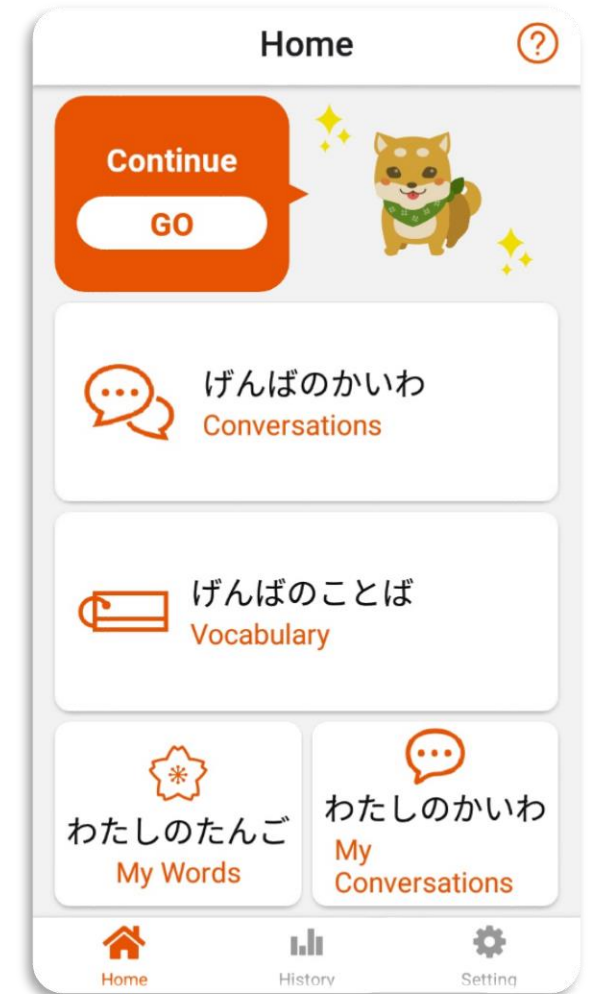 Home
?
Continue
GO
げんばのかいわ
Conversations
げんばのことば
Vocabulary
わたしのたんご
My Words
わたしのかいわ
My
Conversations
Home
History
Setting